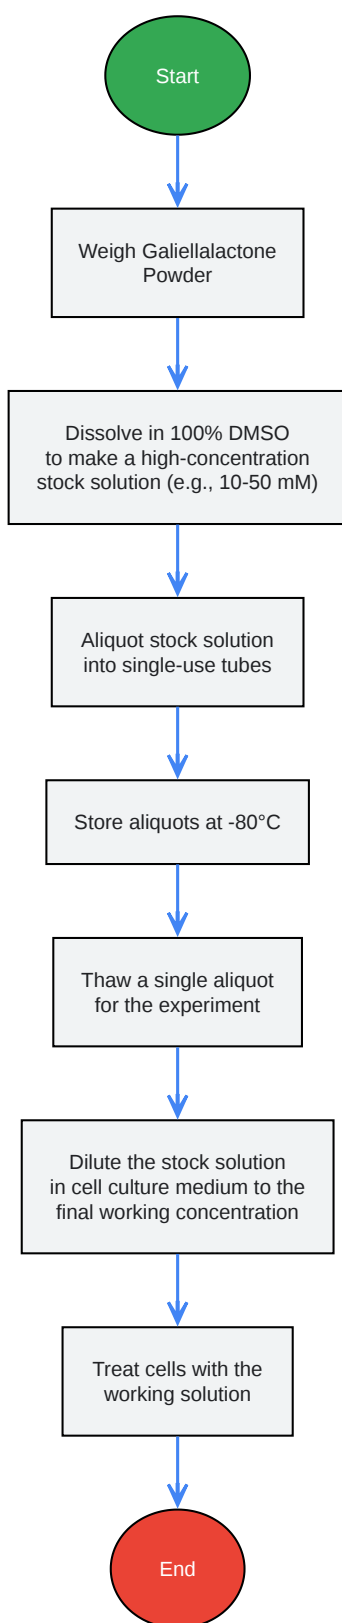 Start
Weigh Galiellalactone
Powder
Dissolve in 100% DMSO
to make a high-concentration
stock solution (e.g., 10-50 mM)
Aliquot stock solution
into single-use tubes
Store aliquots at -80°C
Thaw a single aliquot
for the experiment
Dilute the stock solution
in cell culture medium to the
final working concentration
Treat cells with the
working solution
End